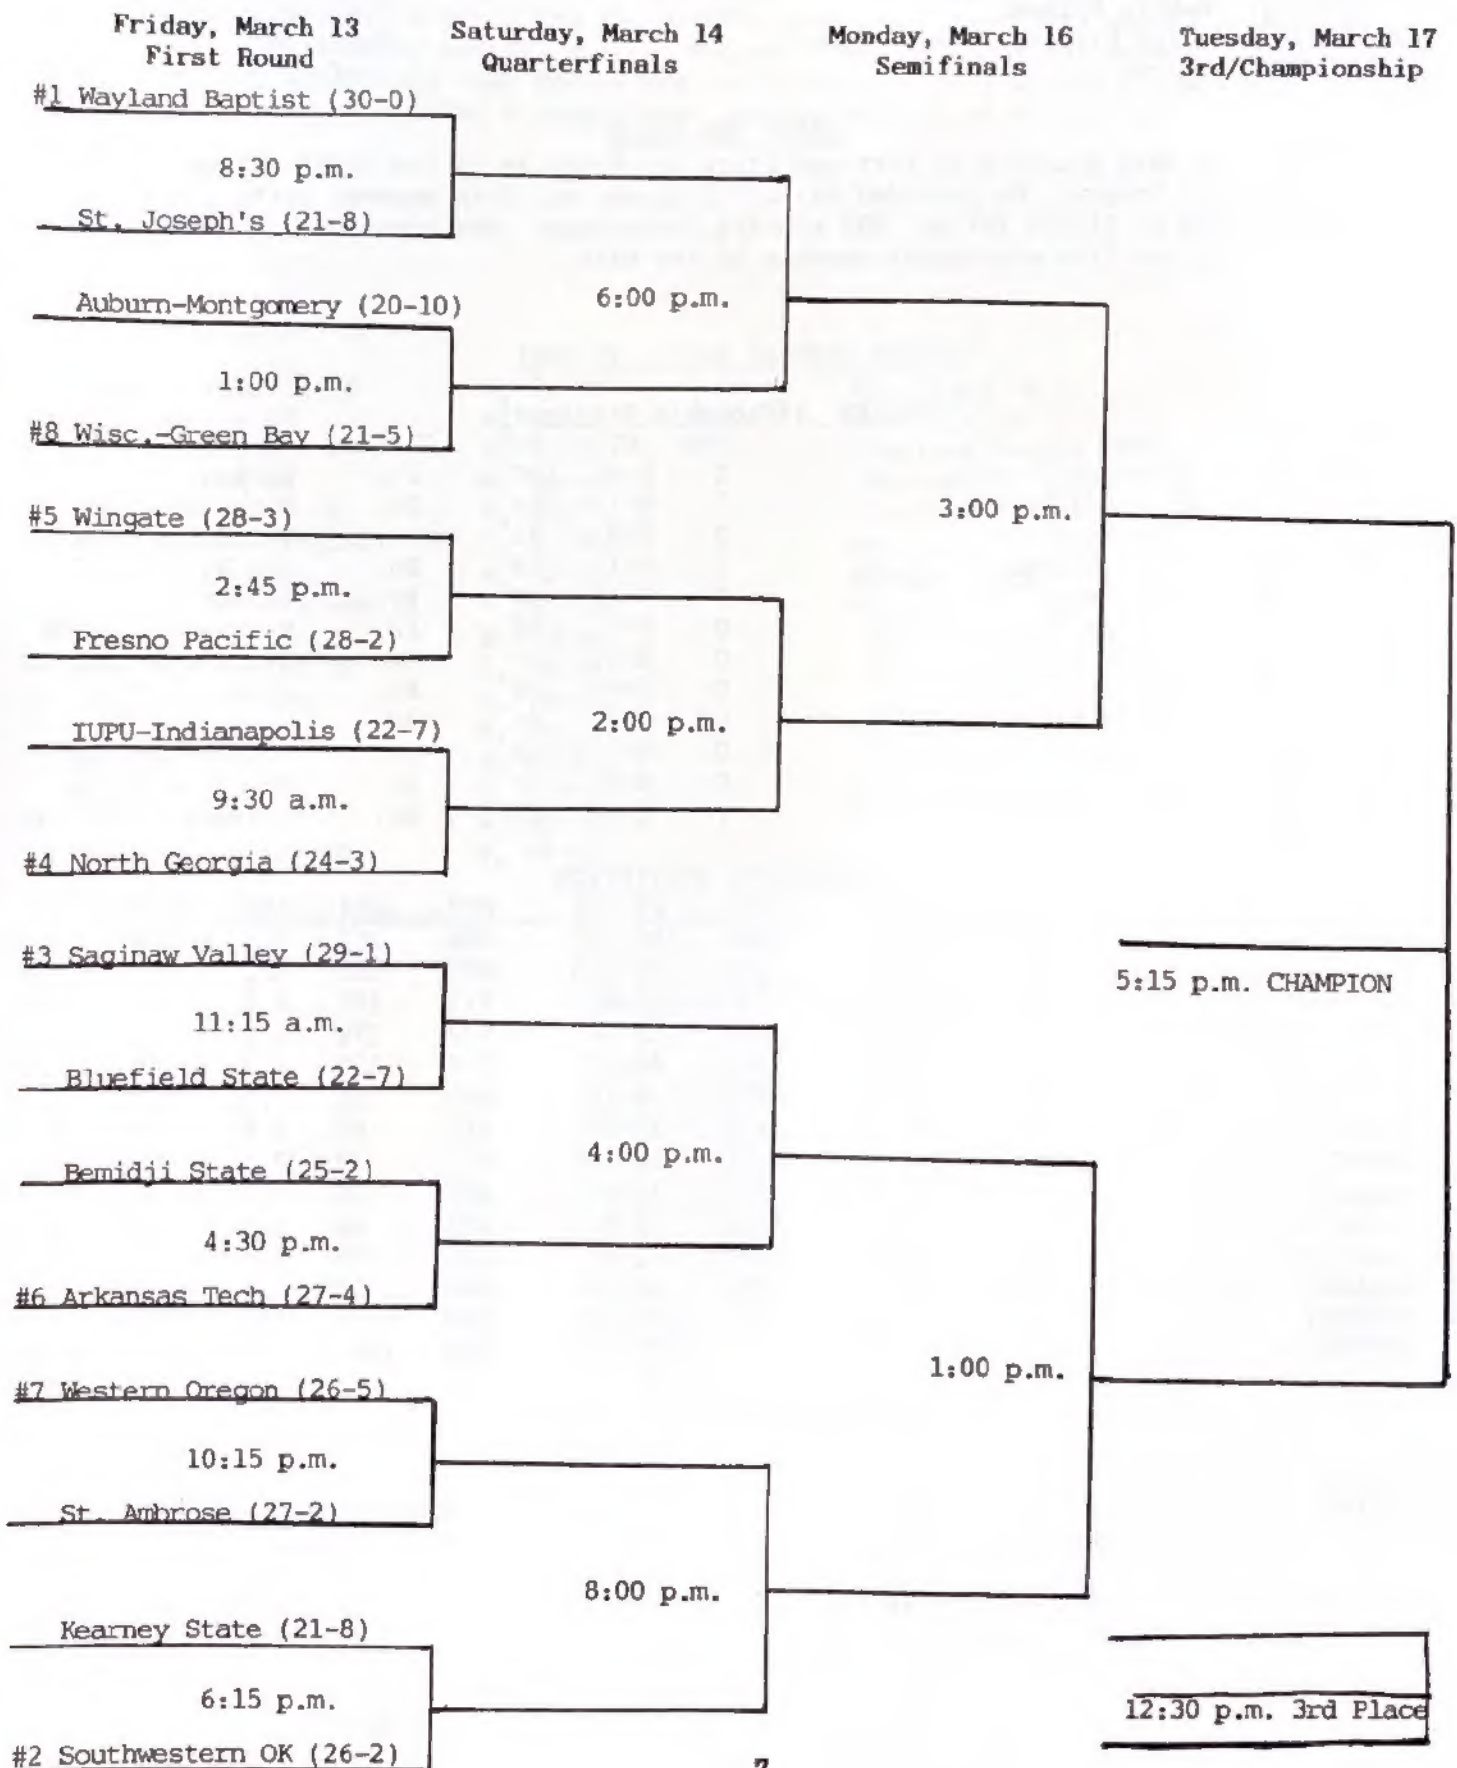 Friday, March 13
First Round
Saturday, March 14
Quarterfinals
Monday, March 16
Semifinals
Tuesday, March 17
3rd/Championship
#1 Wayland Baptist (30-0)
8:30 p.m.
St. Joseph's (21-8)
6:00 p.m.
Auburn-Montgomery (20-10)
1:00 p.m.
#8 Wisc.-Green Bay (21-5)
3:00 p.m.
#5 Wingate (28-3)
2:45 p.m.
Fresno Pacific (28-2)
2:00 p.m.
IUPU-Indianapolis (22-7)
9:30 a.m.
#4 North Georgia (24-3)
5:15 p.m. CHAMPION
#3 Saginaw Valley (29-1)
11:15 a.m.
Bluefield State (22-7)
4:00 p.m.
Bemidji State (25-2)
4:30 p.m.
#6 Arkansas Tech (27-4)
1:00 p.m.
#7 Western Oregon (26-5)
10:15 p.m.
St. Ambrose (27-2)
8:00 p.m.
Kearney State (21-8)
6:15 p.m.
#2 Southwestern OK (26-2)
12:30 p.m. 3rd Place